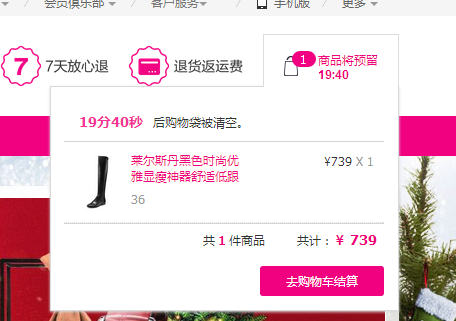 会员俱乐部
客户服务
手机版
更多
7
7天放心退
退货返运费
1
商品将预留
19:40
19分40秒 后购物袋被清空。
莱尔斯丹黑色时尚优
雅显瘦神器舒适低跟
¥739 X 1
36
共 1 件商品 共计：¥ 739
去购物车结算